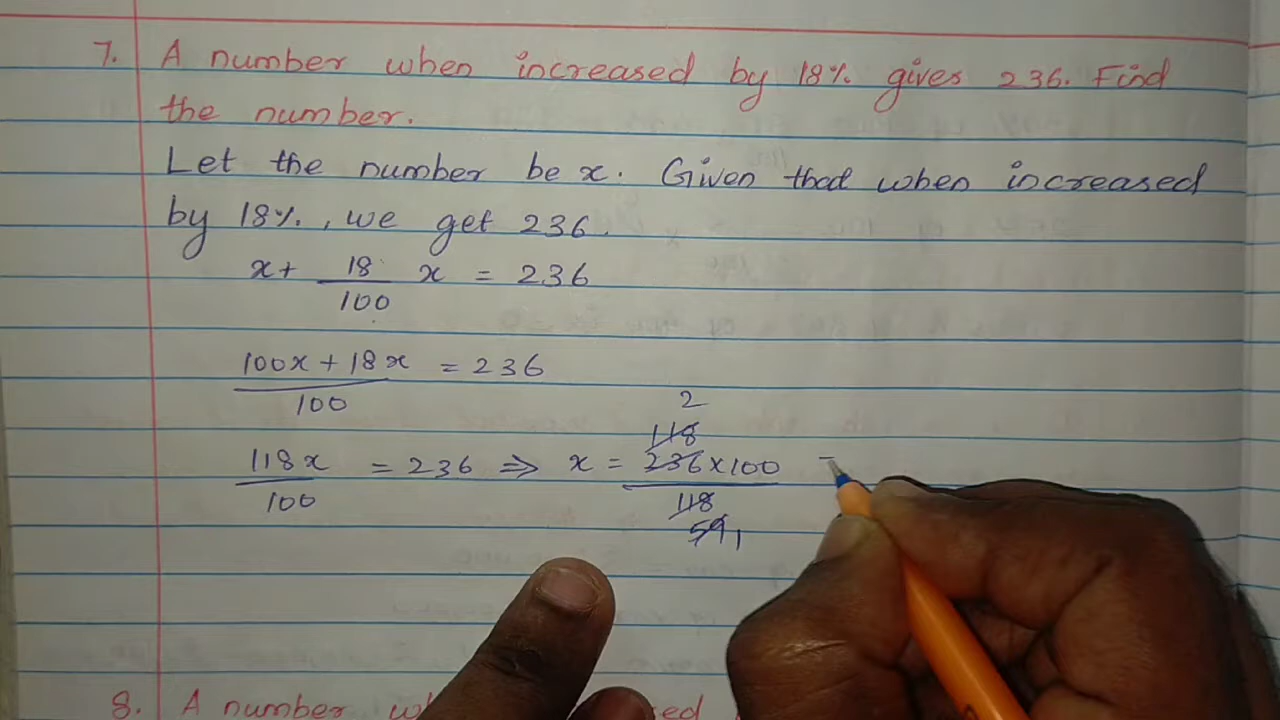 7. A number when increased by 18% gives 236. Find
the number.
Let the number be x. Given that when increased
by 18%, we get 236.
x + 18/100 x = 236
100x + 18x / 100 = 236
2
118
118x / 100 = 236 ⇒ x = 236 × 100 / 118 =
59 1
8. A number